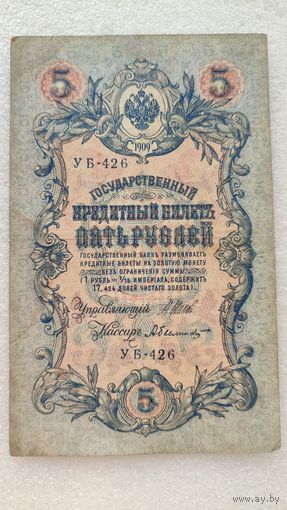 5 5
1909
УБ-426
ГОСУДАРСТВЕННЫЙ
КРЕДИТНЫЙ БИЛЕТЪ
ПЯТЬ РУБЛЕЙ
ГОСУДАРСТВЕННЫЙ БАНКЪ РАЗМѢНИВАЕТЪ
КРЕДИТНЫЕ БИЛЕТЫ НА ЗОЛОТУЮ МОНЕТУ
БЕЗЪ ОГРАНИЧЕНІЯ СУММЫ
(1 РУБЛЬ = 1/15 ИМПЕРІАЛА, СОДЕРЖИТЪ
17,424 ДОЛЕЙ ЧИСТАГО ЗОЛОТА).
Управляющій
Кассиръ
УБ-426
5
ay.by